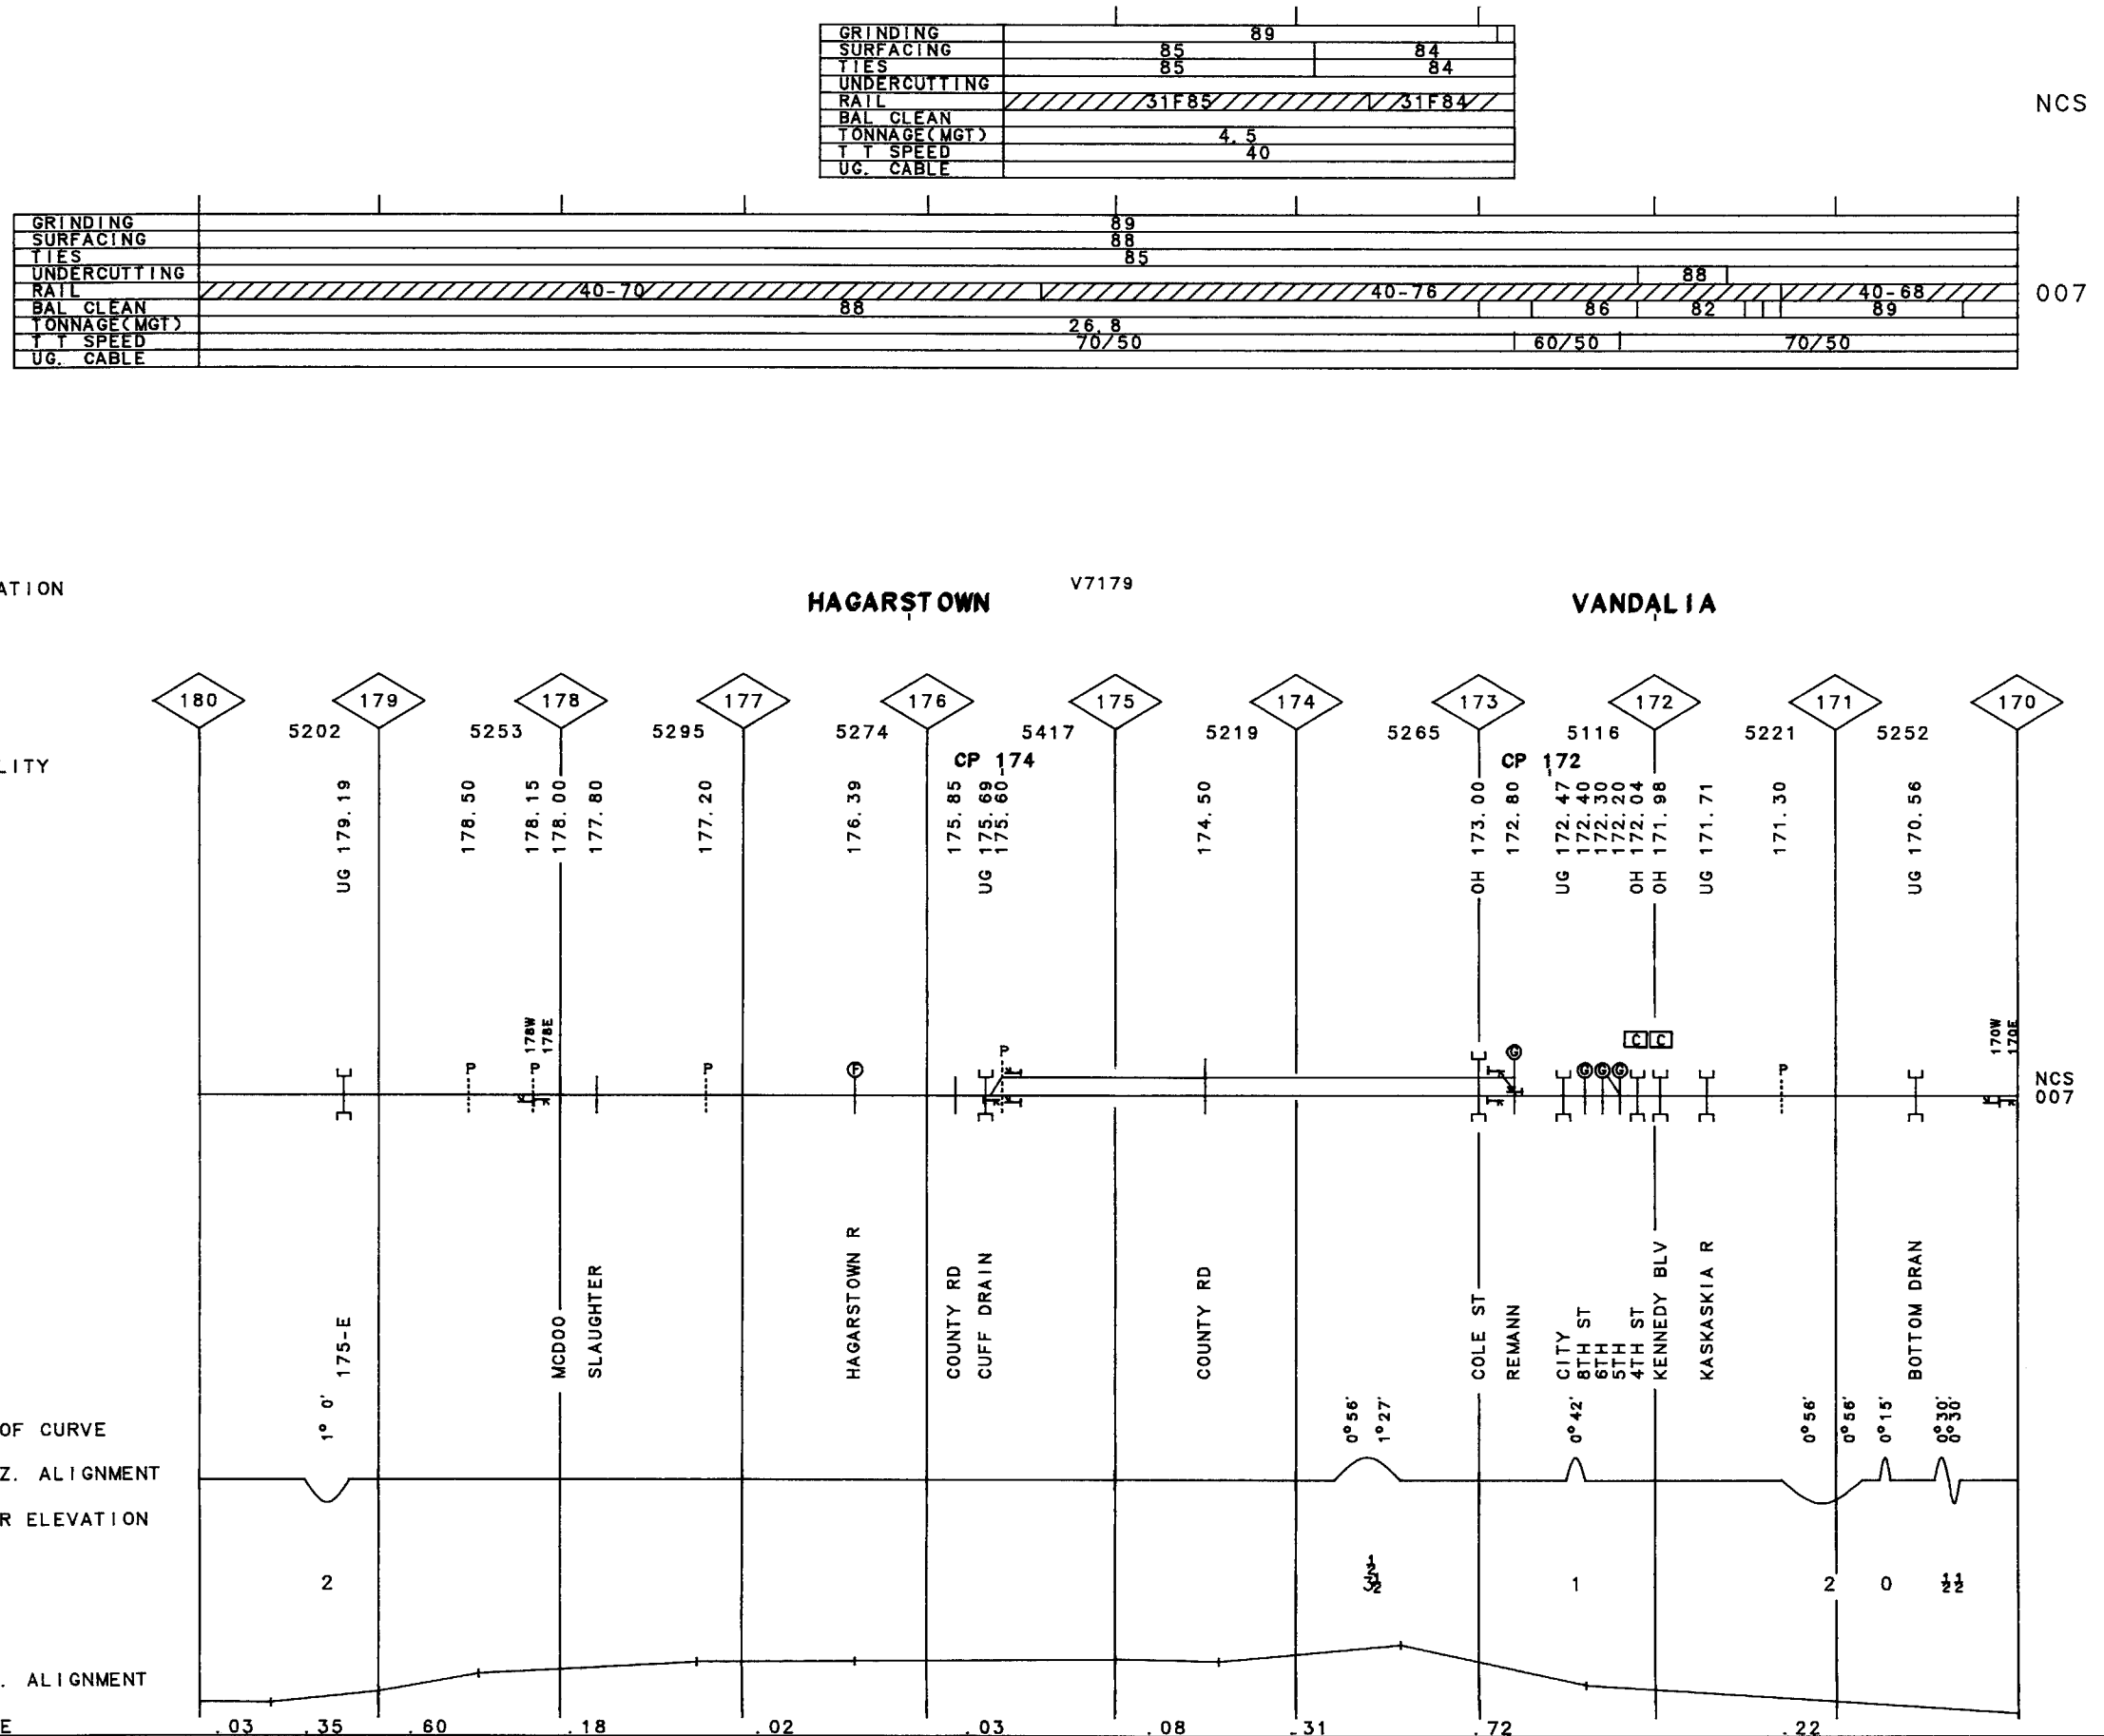 GRINDING 89
SURFACING 85 84
TIES 85 84
UNDERCUTTING
RAIL 31F85 31F84
BAL CLEAN
TONNAGE(MGT) 4.5
T T SPEED 40
UG. CABLE
NCS
GRINDING 89
SURFACING 88
TIES 85
UNDERCUTTING 88
RAIL 40-70 40-76 40-68
007
BAL CLEAN 88 86 82 89
TONNAGE(MGT) 26.8
T T SPEED 70/50 60/50 70/50
UG. CABLE
ATION
HAGARSTOWN V7179 VANDALIA
180 179 178 177 176 175 174 173 172 171 170
5202 5253 5295 5274 5417 5219 5265 5116 5221 5252
LITY
CP 174 CP 172
UG 179.19
178.50
178.15
178.00
177.80
177.20
176.39
175.85
UG 175.69
175.60
174.50
OH 173.00
172.80
UG 172.47
172.40
172.30
172.20
OH 172.04
OH 171.98
UG 171.71
171.30
UG 170.56
178W
178E
170W
170E
C C
P P P F P G G G G P
NCS
007
175-E
MCDOO
SLAUGHTER
HAGARSTOWN R
COUNTY RD
CUFF DRAIN
COUNTY RD
COLE ST
REMANN
CITY
8TH ST
6TH
5TH
4TH ST
KENNEDY BLV
KASKASKIA R
BOTTOM DRAN
OF CURVE
1° 0' 0°56' 1°27' 0°42' 0°56' 0°56' 0°15' 0°30' 0°30'
Z. ALIGNMENT
R ELEVATION
2 1 2 0 ½ ½
. ALIGNMENT
E .03 .35 .60 .18 .02 .03 .08 .31 .72 .22